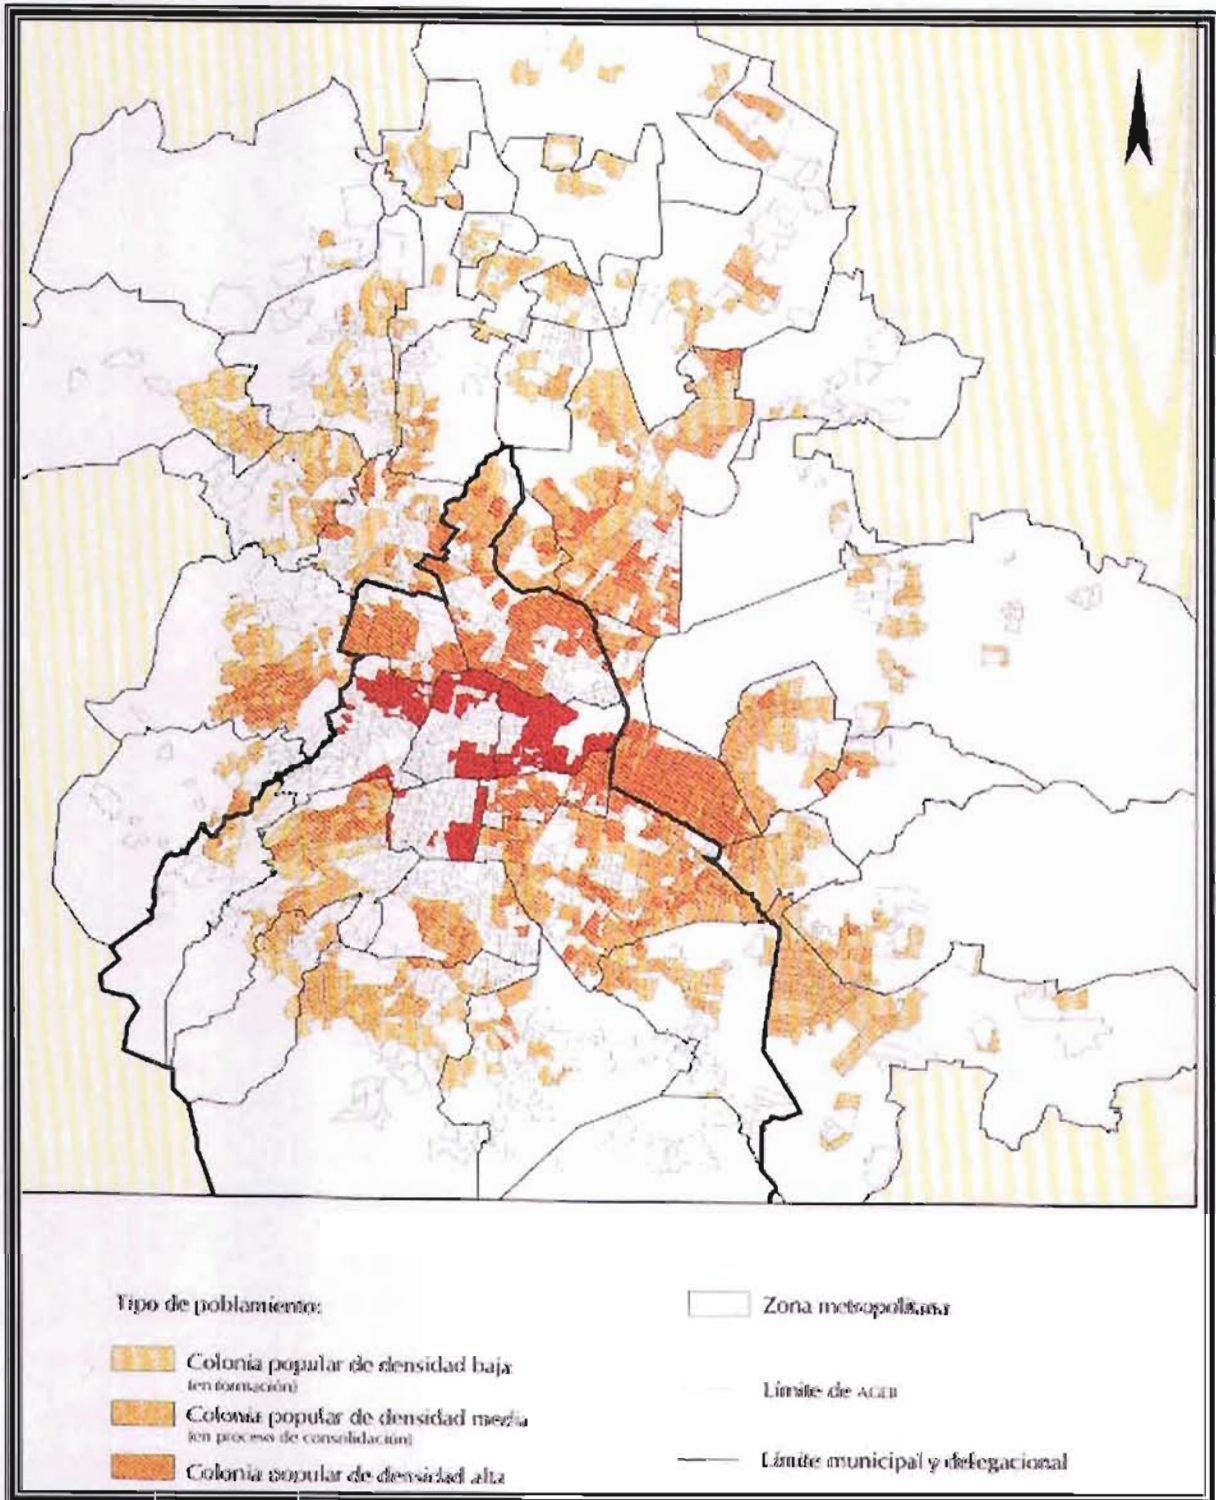 Tipo de poblamiento:
Colonia popular de densidad baja
(en formación)
Colonia popular de densidad media
(en proceso de consolidación)
Colonia popular de densidad alta
Zona metropolitana
Límite de AGEB
Límite municipal y delegacional